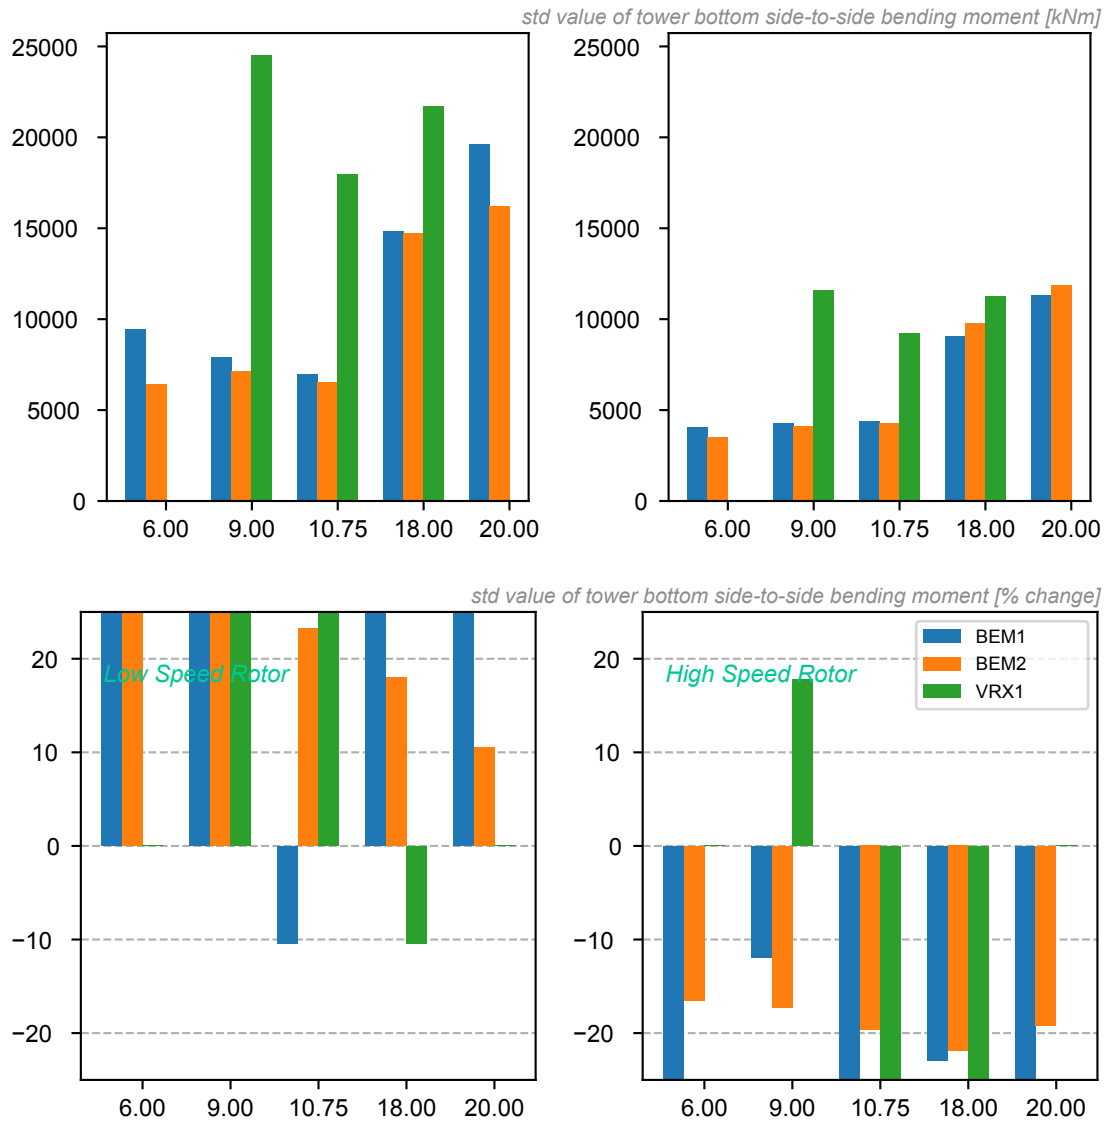 std value of tower bottom side-to-side bending moment [kNm]
25000
20000
15000
10000
5000
0
6.00 9.00 10.75 18.00 20.00
25000
20000
15000
10000
5000
0
6.00 9.00 10.75 18.00 20.00
std value of tower bottom side-to-side bending moment [% change]
Low Speed Rotor
20
10
0
−10
−20
6.00 9.00 10.75 18.00 20.00
High Speed Rotor
BEM1
BEM2
VRX1
20
10
0
−10
−20
6.00 9.00 10.75 18.00 20.00